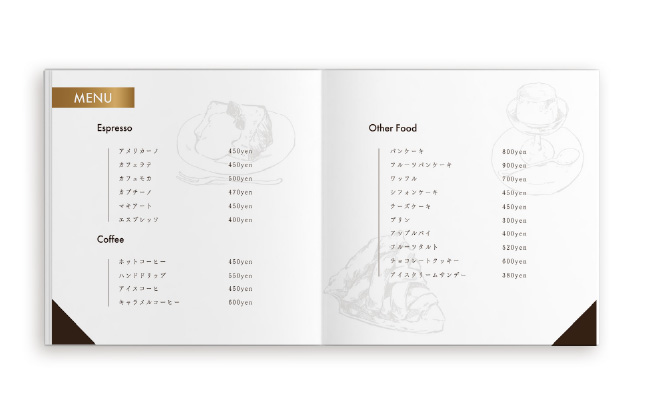 MENU
Espresso
アメリカーノ 450yen
カフェラテ 450yen
カフェモカ 500yen
カプチーノ 470yen
マキアート 450yen
エスプレッソ 400yen
Coffee
ホットコーヒー 450yen
ハンドドリップ 550yen
アイスコーヒ 450yen
キャラメルコーヒー 600yen
Other Food
パンケーキ 800yen
フルーツパンケーキ 900yen
ワッフル 700yen
シフォンケーキ 450yen
チーズケーキ 450yen
プリン 300yen
アップルパイ 400yen
フルーツタルト 520yen
チョコレートクッキー 600yen
アイスクリームサンデー 380yen